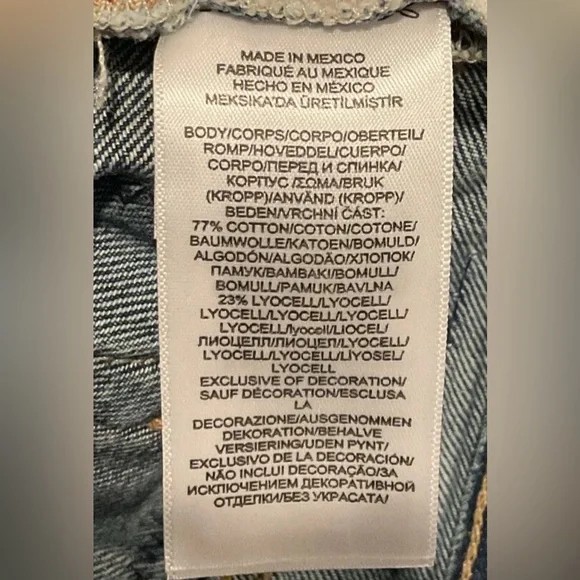 MADE IN MEXICO
FABRIQUÉ AU MEXIQUE
HECHO EN MÉXICO
MEKSIKA'DA ÜRETILMİŞTİR
BODY/CORPS/CORPO/OBERTEIL/
ROMP/HOVEDDEL/CUERPO/
CORPO/ПЕРЕД И СПИНКА/
КОРПУС /ΣΩΜΑ/BRUK
(KROPP)/ANVÄND (KROPP)/
BEDEN/VRCHNÍ ČÁST:
77% COTTON/COTON/COTONE/
BAUMWOLLE/KATOEN/BOMULD/
ALGODÓN/ALGODÃO/ХЛОПОК/
ПАМУК/BAMBAKI/BOMULL/
BOMULL/PAMUK/BAVLNA
23% LYOCELL/LYOCELL/
LYOCELL/LYOCELL/LYOCELL/
LYOCELL/lyocell/LIOCEL/
ЛИОЦЕЛЛ/ЛИОЦЕЛ/LYOCELL/
LYOCELL/LYOCELL/LİYOSEL/
LYOCELL
EXCLUSIVE OF DECORATION/
SAUF DÉCORATION/ESCLUSA
LA
DECORAZIONE/AUSGENOMMEN
DEKORATION/BEHALVE
VERSIERING/UDEN PYNT/
EXCLUSIVO DE LA DECORACIÓN/
NÃO INCLUI DECORAÇÃO/ЗА
ИСКЛЮЧЕНИЕМ ДЕКОРАТИВНОЙ
ОТДЕЛКИ/БЕЗ УКРАСАТА/